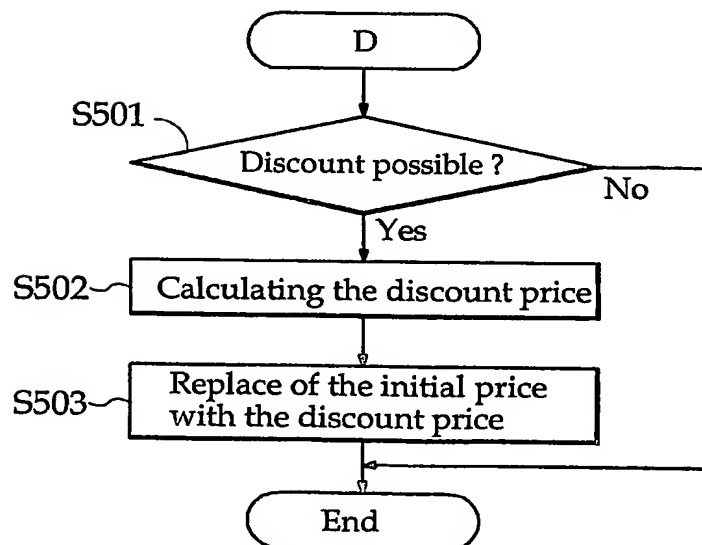 D
S501
Discount possible ?
No
Yes
S502
Calculating the discount price
S503
Replace of the initial price
with the discount price
End